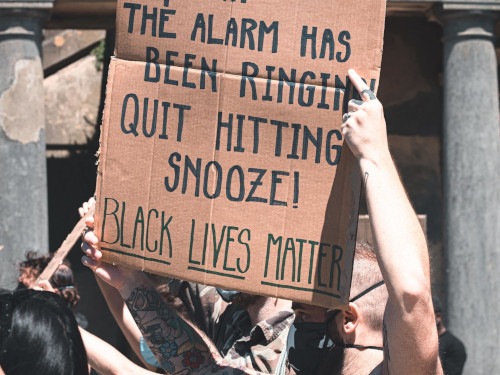 THE ALARM HAS
BEEN RINGING
QUIT HITTING
SNOOZE!
BLACK LIVES MATTER